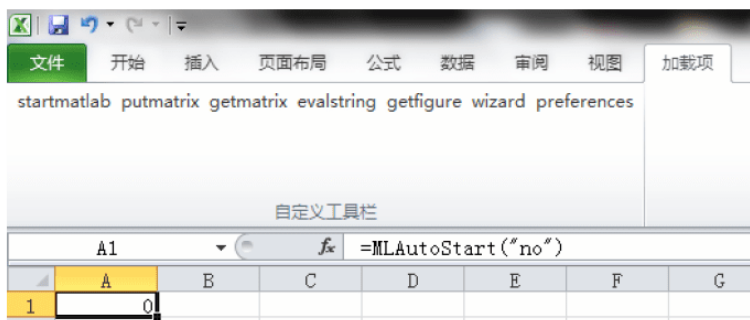 文件 开始 插入 页面布局 公式 数据 审阅 视图 加载项
startmatlab putmatrix getmatrix evalstring getfigure wizard preferences
自定义工具栏
A1 fx =MLAutoStart("no")
A B C D E F G
1 0